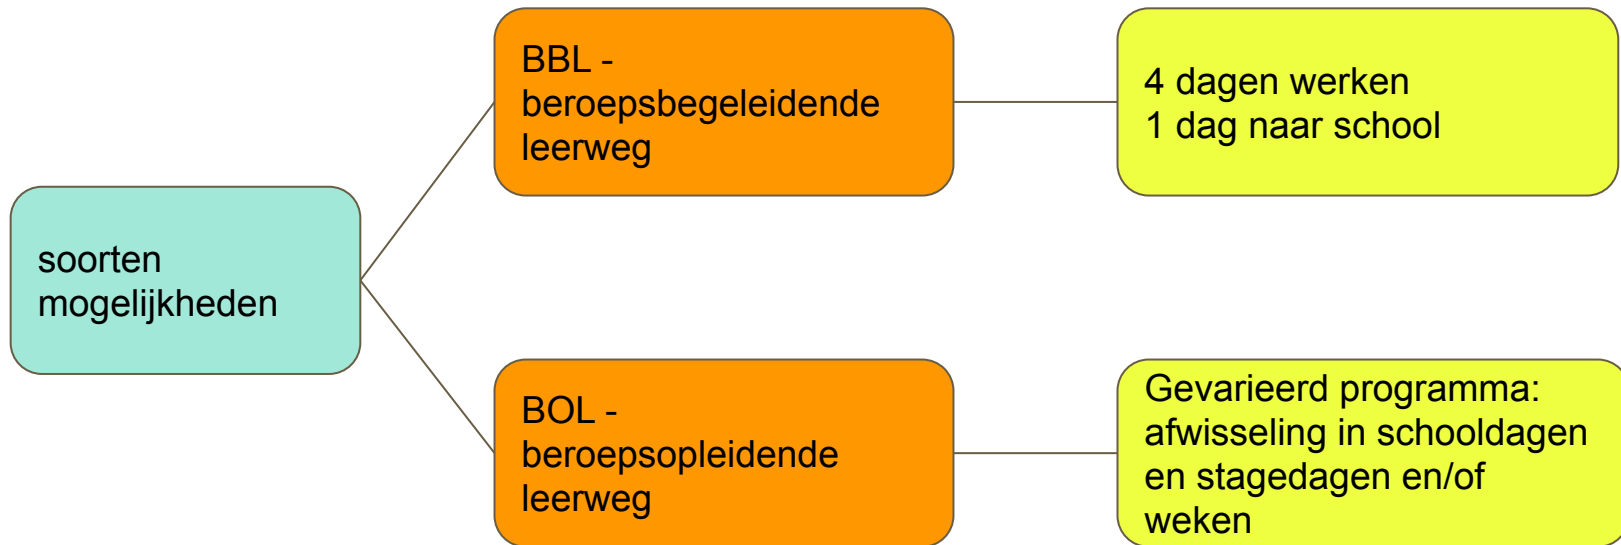 soorten
mogelijkheden
BBL -
beroepsbegeleidende
leerweg
4 dagen werken
1 dag naar school
BOL -
beroepsopleidende
leerweg
Gevarieerd programma:
afwisseling in schooldagen
en stagedagen en/of
weken